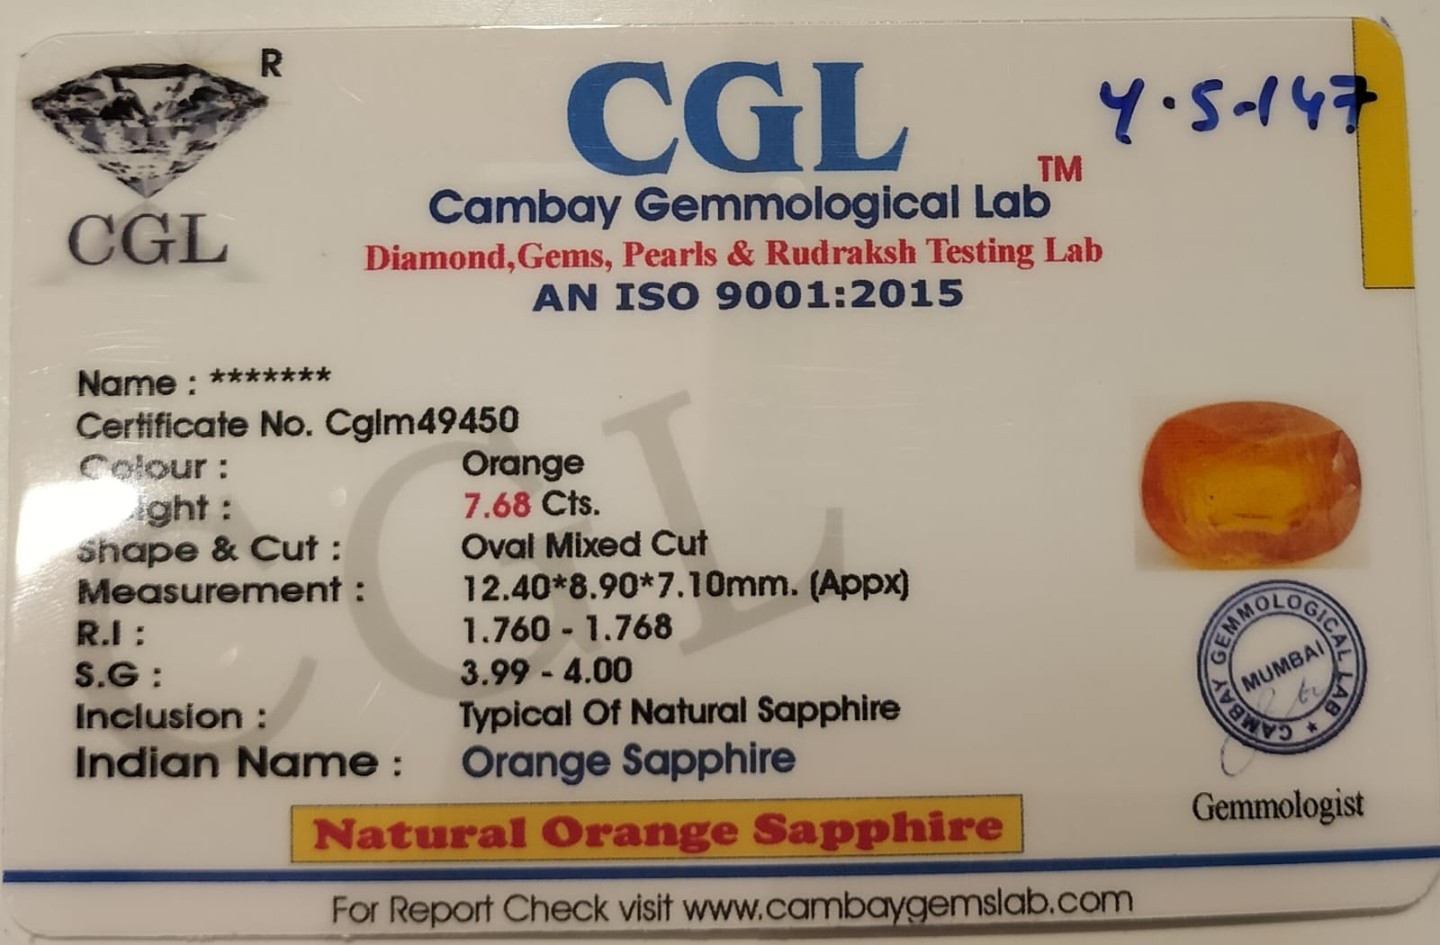 R
CGL
CGL
TM
Y.S-147
Cambay Gemmological Lab
Diamond,Gems, Pearls & Rudraksh Testing Lab
AN ISO 9001:2015
Name : *******
Certificate No. Cglm49450
Colour : Orange
ight : 7.68 Cts.
Shape & Cut : Oval Mixed Cut
Measurement : 12.40*8.90*7.10mm. (Appx)
R.I : 1.760 - 1.768
S.G : 3.99 - 4.00
Inclusion : Typical Of Natural Sapphire
Indian Name : Orange Sapphire
CGL
CAMBAY GEMMOLOGICAL LAB
MUMBAI
Gemmologist
Natural Orange Sapphire
For Report Check visit www.cambaygemslab.com